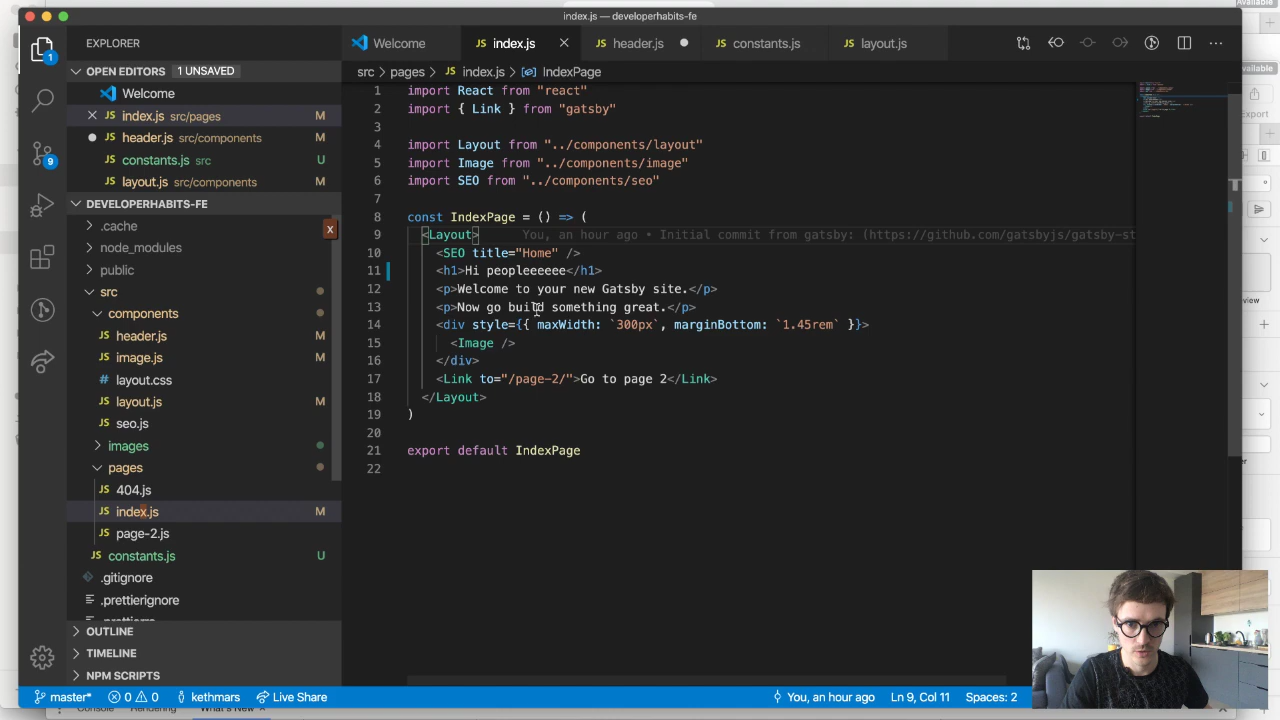 Available
index.js — developerhabits-fe
EXPLORER
Welcome
JS index.js
JS header.js
JS constants.js
JS layout.js
OPEN EDITORS 1 UNSAVED
src > pages > JS index.js > IndexPage
Available
Welcome
JS index.js src/pages M
JS header.js src/components M
JS constants.js src U
JS layout.js src/components M
DEVELOPERHABITS-FE
.cache
x
node_modules
public
src
components
JS header.js M
JS image.js M
layout.css
JS layout.js M
JS seo.js
images
pages
JS 404.js
JS index.js M
JS page-2.js
JS constants.js U
.gitignore
.prettierignore
OUTLINE
TIMELINE
NPM SCRIPTS
1 import React from "react"
2 import { Link } from "gatsby"
3
4 import Layout from "../components/layout"
5 import Image from "../components/image"
6 import SEO from "../components/seo"
7
8 const IndexPage = () => (
9 <Layout> You, an hour ago • Initial commit from gatsby: (https://github.com/gatsbyjs/gatsby-st
10 <SEO title="Home" />
11 <h1>Hi peopleeeeee</h1>
12 <p>Welcome to your new Gatsby site.</p>
13 <p>Now go build something great.</p>
14 <div style={{ maxWidth: `300px`, marginBottom: `1.45rem` }}>
15 <Image />
16 </div>
17 <Link to="/page-2/">Go to page 2</Link>
18 </Layout>
19 )
20
21 export default IndexPage
22
1
9
master* 0 0 kethmars Live Share
You, an hour ago Ln 9, Col 11 Spaces: 2
Console Rendering What's New